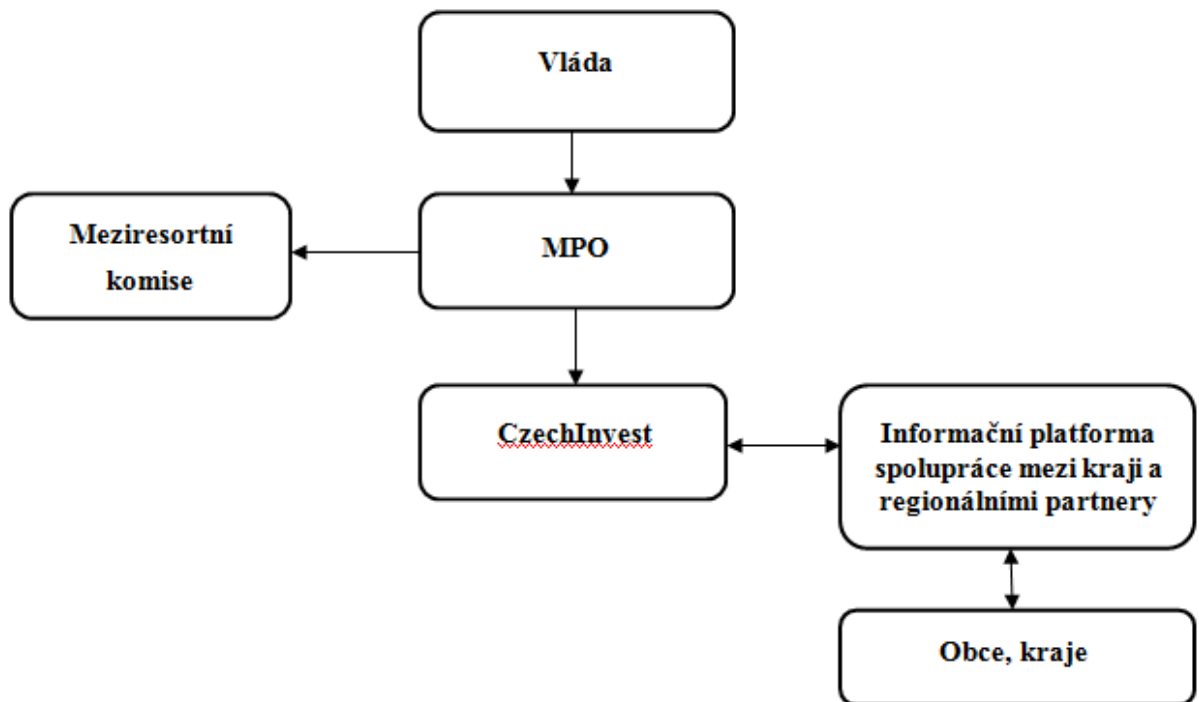 Vláda
Meziresortní
komise
MPO
CzechInvest
Informační platforma
spolupráce mezi kraji a
regionálními partnery
Obce, kraje